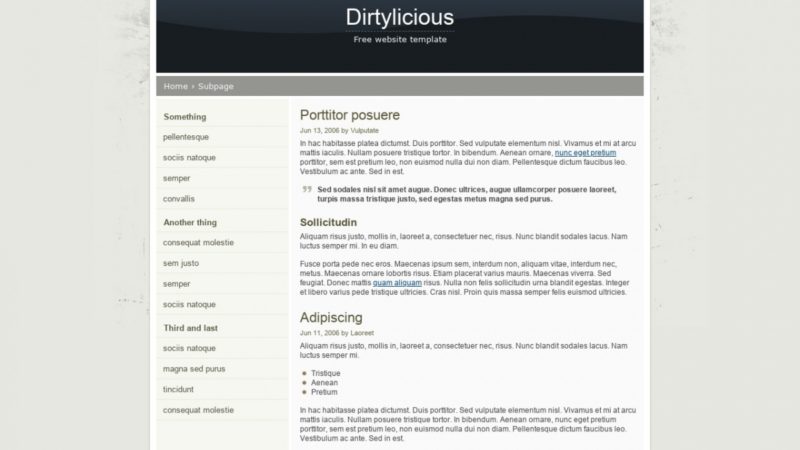 Dirtylicious
Free website template
Home › Subpage
Something
pellentesque
sociis natoque
semper
convallis
Another thing
consequat molestie
sem justo
semper
sociis natoque
Third and last
sociis natoque
magna sed purus
tincidunt
consequat molestie
Porttitor posuere
Jun 13, 2006 by Vulputate
In hac habitasse platea dictumst. Duis porttitor. Sed vulputate elementum nisl. Vivamus et mi at arcu
mattis iaculis. Nullam posuere tristique tortor. In bibendum. Aenean ornare, nunc eget pretium
porttitor, sem est pretium leo, non euismod nulla dui non diam. Pellentesque dictum faucibus leo.
Vestibulum ac ante. Sed in est.
Sed sodales nisl sit amet augue. Donec ultrices, augue ullamcorper posuere laoreet,
turpis massa tristique justo, sed egestas metus magna sed purus.
Sollicitudin
Aliquam risus justo, mollis in, laoreet a, consectetuer nec, risus. Nunc blandit sodales lacus. Nam
luctus semper mi. In eu diam.
Fusce porta pede nec eros. Maecenas ipsum sem, interdum non, aliquam vitae, interdum nec,
metus. Maecenas ornare lobortis risus. Etiam placerat varius mauris. Maecenas viverra. Sed
feugiat. Donec mattis quam aliquam risus. Nulla non felis sollicitudin urna blandit egestas. Integer
et libero varius pede tristique ultricies. Cras nisl. Proin quis massa semper felis euismod ultricies.
Adipiscing
Jun 11, 2006 by Laoreet
Aliquam risus justo, mollis in, laoreet a, consectetuer nec, risus. Nunc blandit sodales lacus. Nam
luctus semper mi.
Tristique
Aenean
Pretium
In hac habitasse platea dictumst. Duis porttitor. Sed vulputate elementum nisl. Vivamus et mi at arcu
mattis iaculis. Nullam posuere tristique tortor. In bibendum. Aenean ornare, nunc eget pretium
porttitor, sem est pretium leo, non euismod nulla dui non diam. Pellentesque dictum faucibus leo.
Vestibulum ac ante. Sed in est.